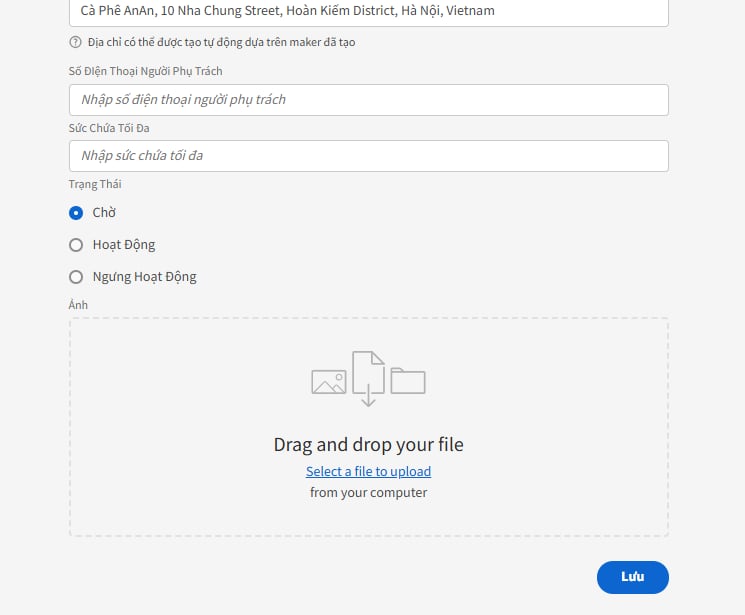 Cà Phê AnAn, 10 Nha Chung Street, Hoàn Kiếm District, Hà Nội, Vietnam
Địa chỉ có thể được tạo tự động dựa trên maker đã tạo
Số Điện Thoại Người Phụ Trách
Nhập số điện thoại người phụ trách
Sức Chứa Tối Đa
Nhập sức chứa tối đa
Trạng Thái
Chờ
Hoạt Động
Ngưng Hoạt Động
Ảnh
Drag and drop your file
Select a file to upload
from your computer
Lưu